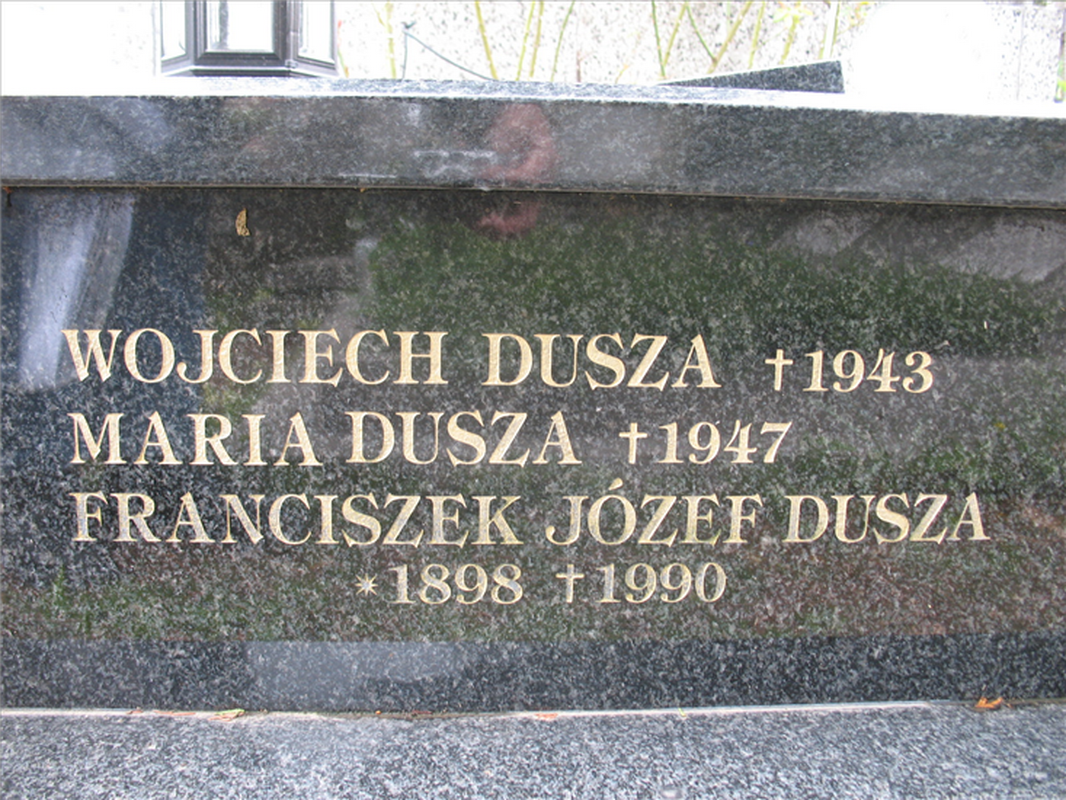 WOJCIECH DUSZA †1943
MARIA DUSZA †1947
FRANCISZEK JÓZEF DUSZA
*1898 †1990